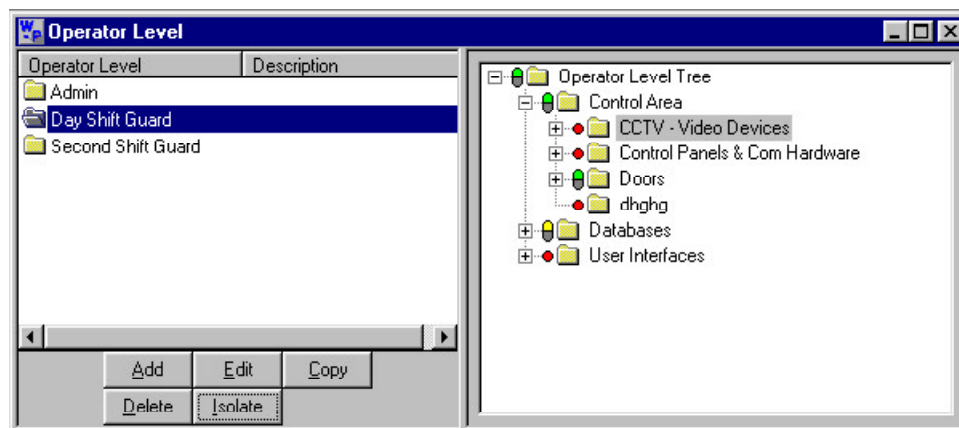 Operator Level
Operator Level Description
Admin
Day Shift Guard
Second Shift Guard
Add Edit Copy
Delete Isolate
Operator Level Tree
Control Area
CCTV - Video Devices
Control Panels & Com Hardware
Doors
dhghg
Databases
User Interfaces